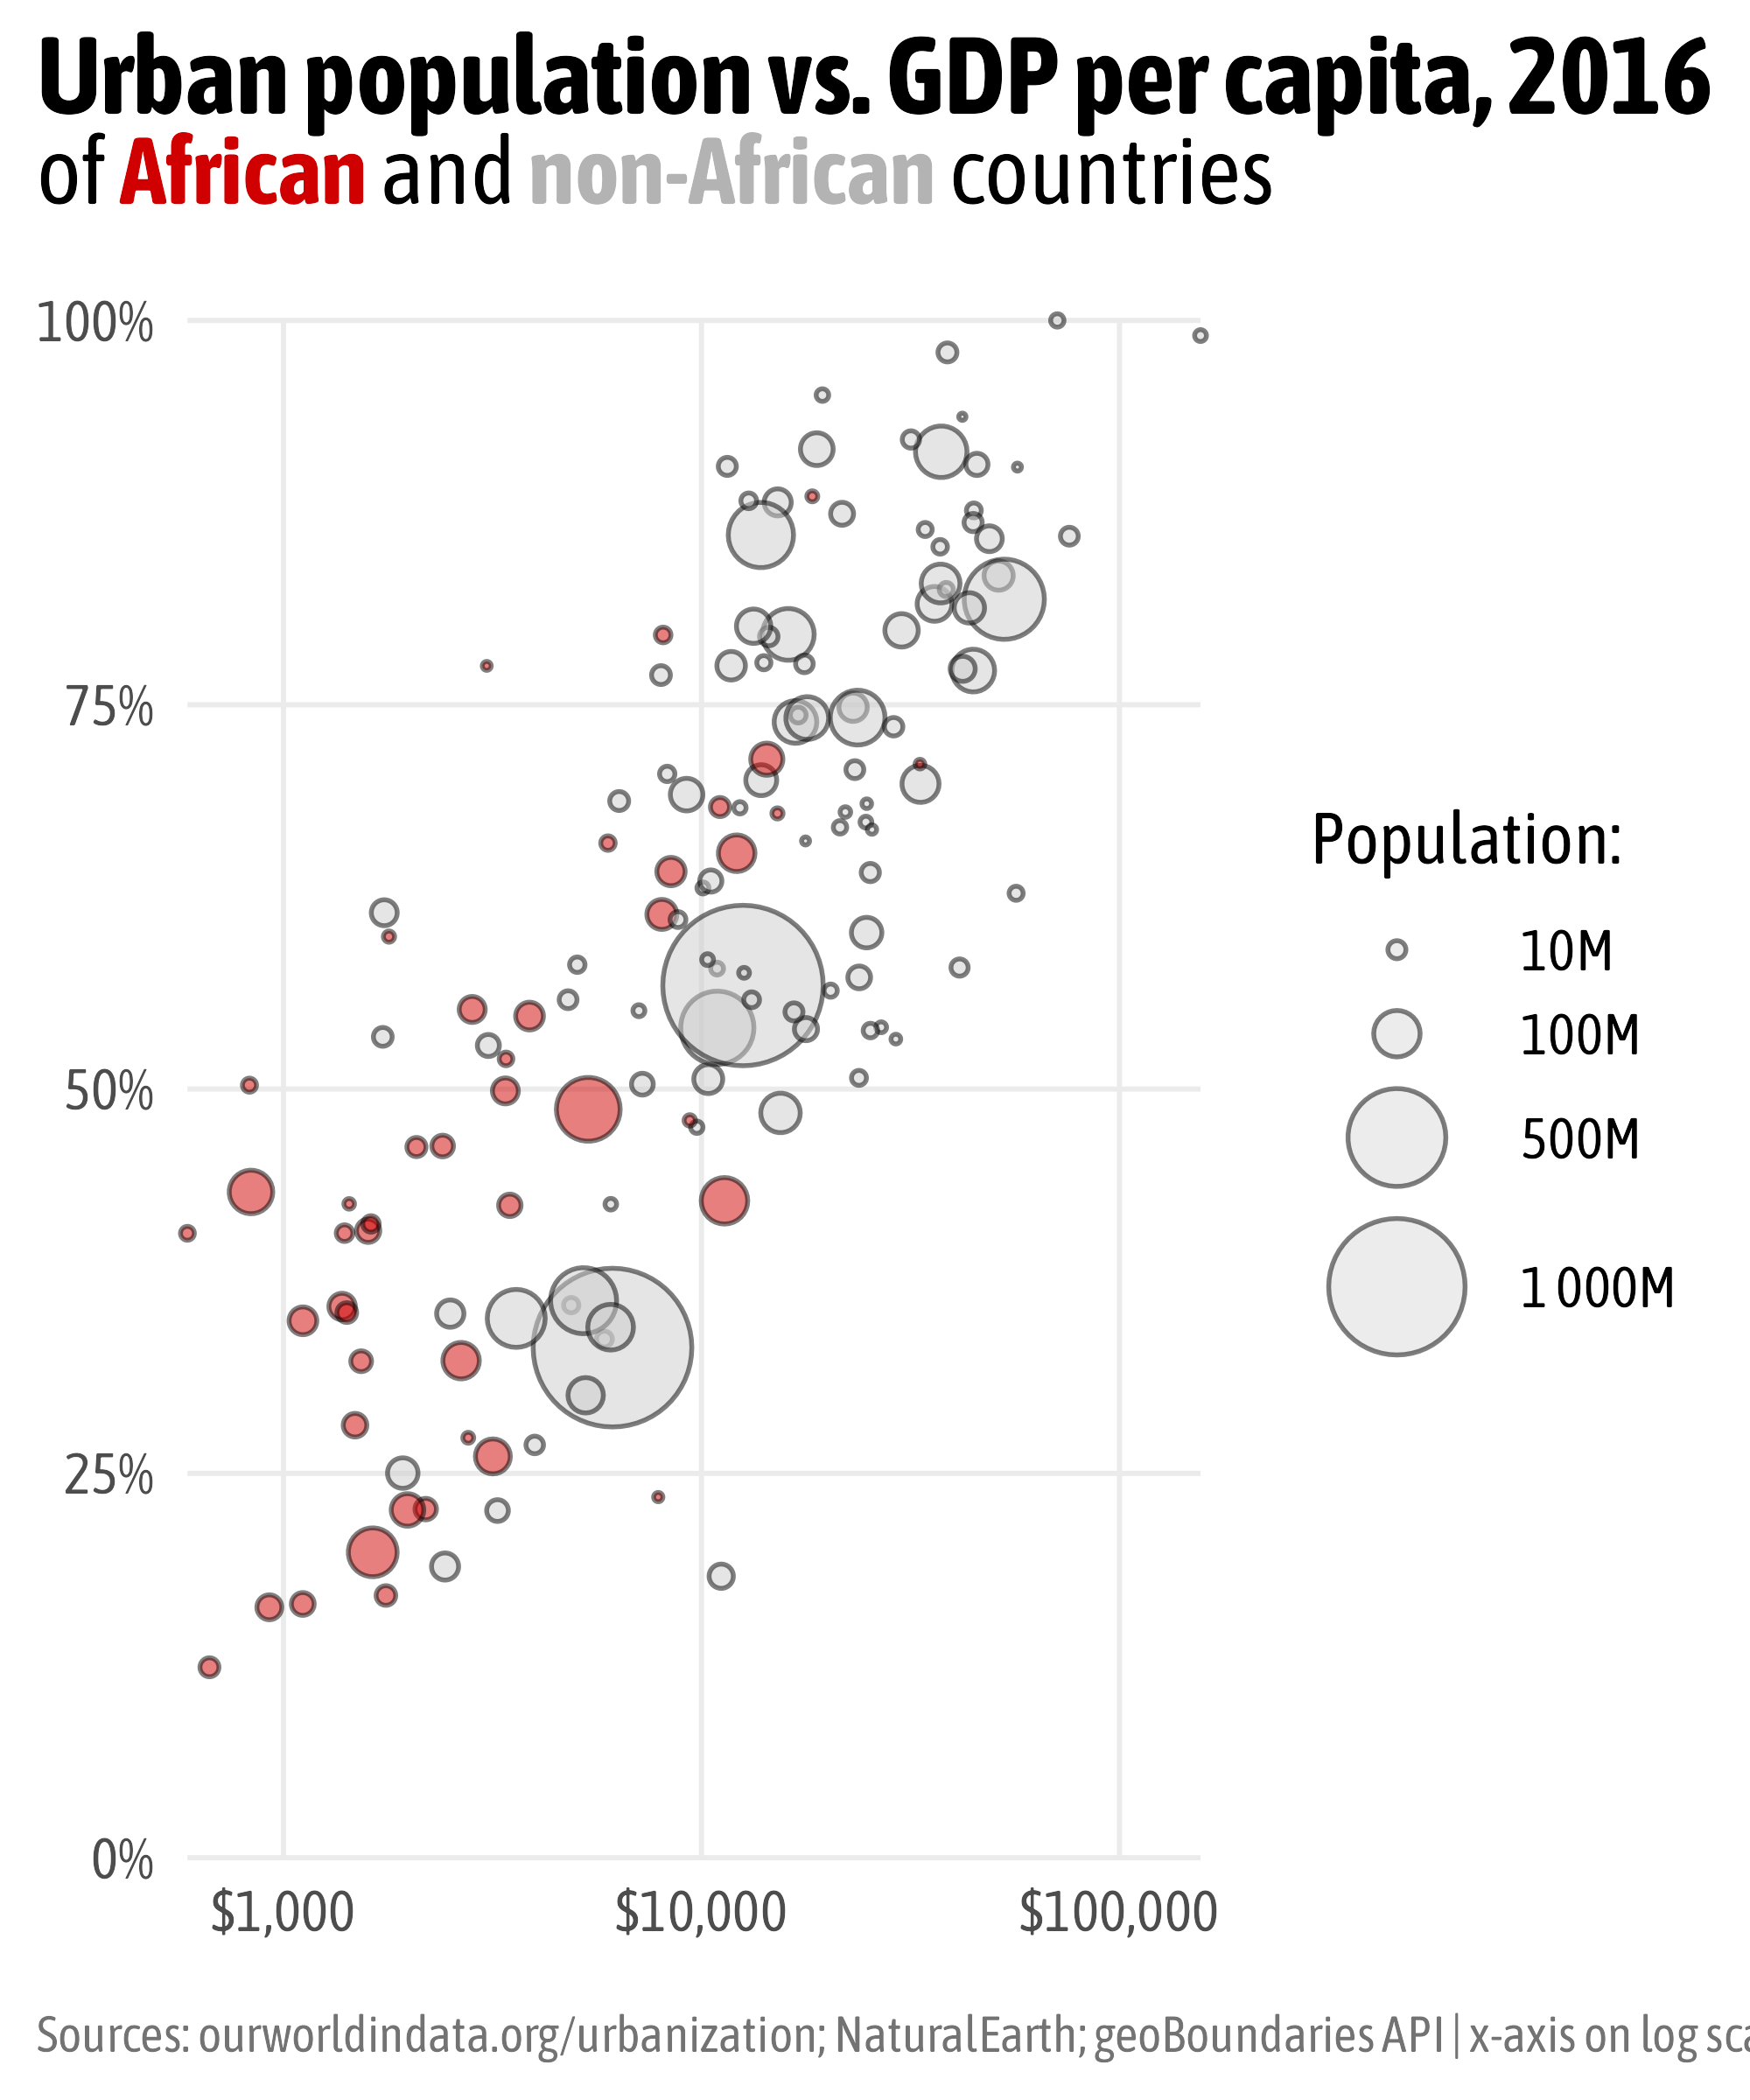 Urban population vs. GDP per capita, 2016
of African and non-African countries
100%
75%
50%
25%
0%
$1,000 $10,000 $100,000
Population:
10M
100M
500M
1 000M
Sources: ourworldindata.org/urbanization; NaturalEarth; geoBoundaries API | x-axis on log sca